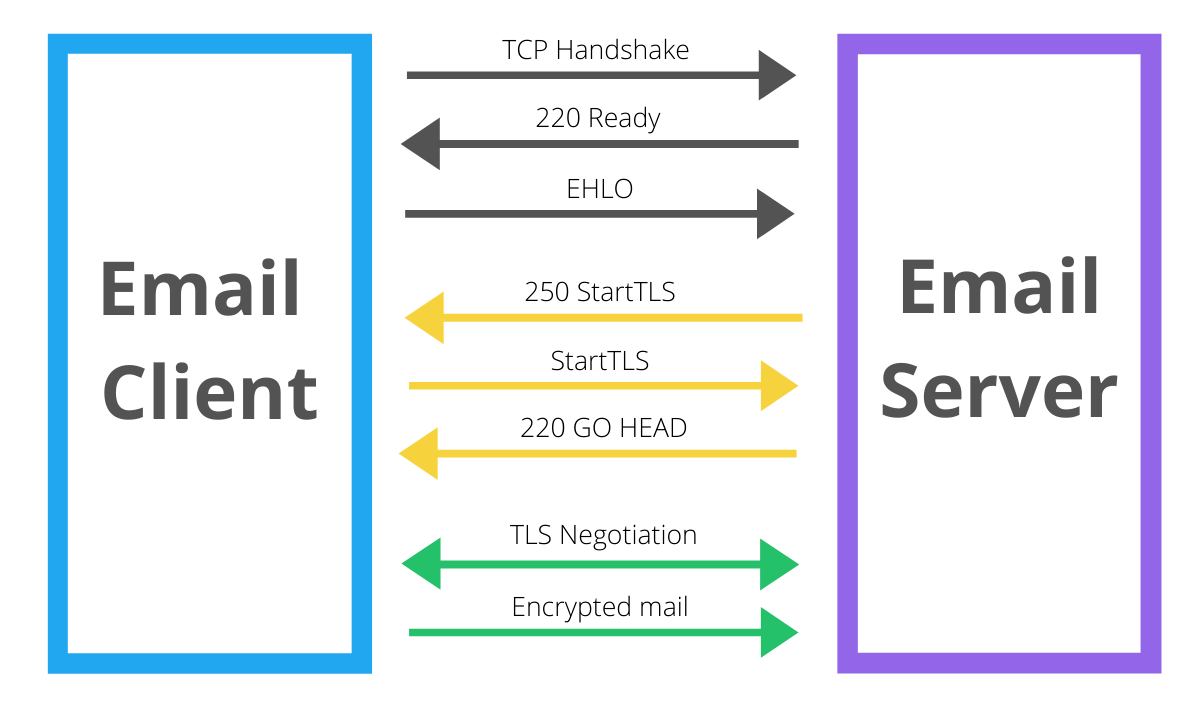 TCP Handshake
220 Ready
EHLO
250 StartTLS
StartTLS
220 GO HEAD
TLS Negotiation
Encrypted mail
Email
Client
Email
Server